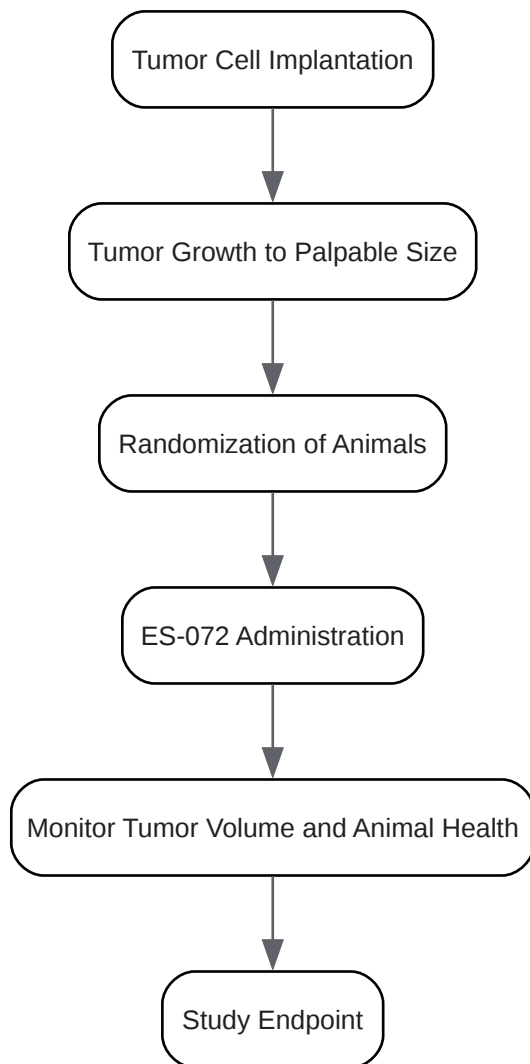 Tumor Cell Implantation
Tumor Growth to Palpable Size
Randomization of Animals
ES-072 Administration
Monitor Tumor Volume and Animal Health
Study Endpoint